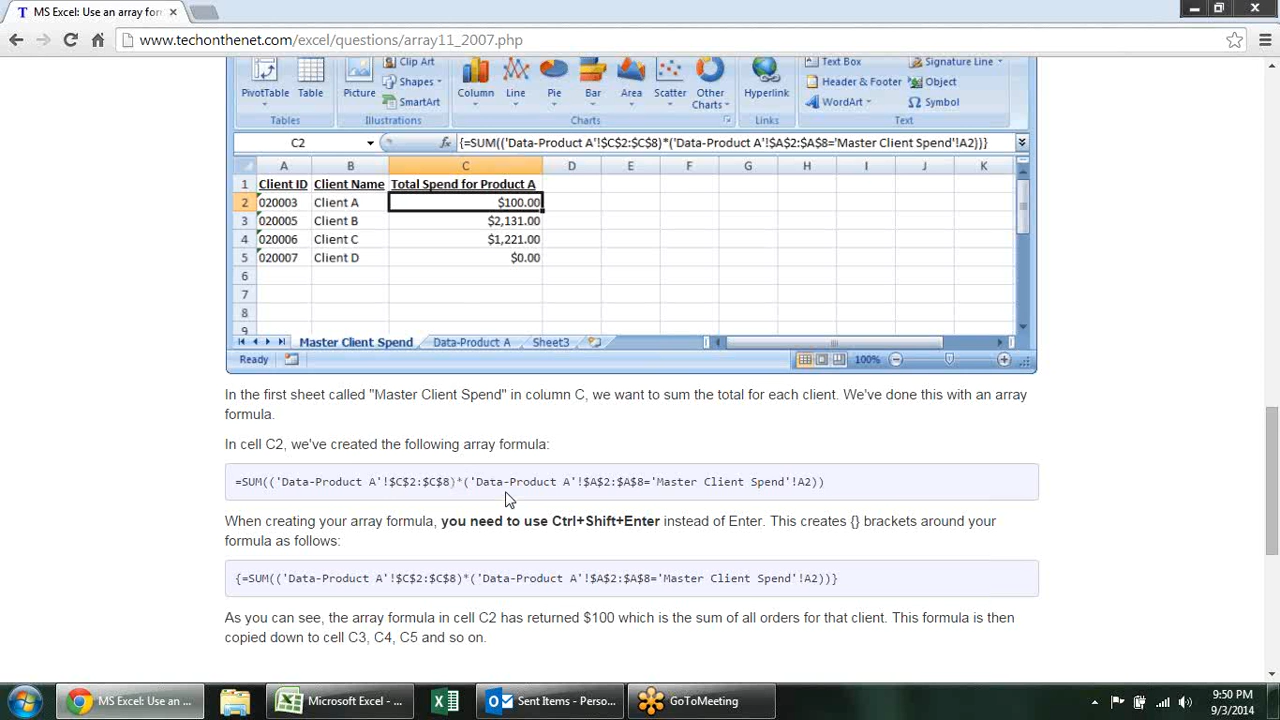 MS Excel: Use an array for
www.techonthenet.com/excel/questions/array11_2007.php
PivotTable Table Picture Clip Art Shapes SmartArt Column Line Pie Bar Area Scatter Other Charts Hyperlink Text Box Header & Footer WordArt Signature Line Object Symbol
Tables Illustrations Charts Links Text
C2 fx {=SUM(('Data-Product A'!$C$2:$C$8)*('Data-Product A'!$A$2:$A$8='Master Client Spend'!A2))}
A B C D E F G H I J K
1 Client ID Client Name Total Spend for Product A
2 020003 Client A $100.00
3 020005 Client B $2,131.00
4 020006 Client C $1,221.00
5 020007 Client D $0.00
6
7
8
9
Master Client Spend Data-Product A Sheet3
Ready 100%
In the first sheet called "Master Client Spend" in column C, we want to sum the total for each client. We've done this with an array
formula.
In cell C2, we've created the following array formula:
=SUM(('Data-Product A'!$C$2:$C$8)*('Data-Product A'!$A$2:$A$8='Master Client Spend'!A2))
When creating your array formula, you need to use Ctrl+Shift+Enter instead of Enter. This creates {} brackets around your
formula as follows:
{=SUM(('Data-Product A'!$C$2:$C$8)*('Data-Product A'!$A$2:$A$8='Master Client Spend'!A2))}
As you can see, the array formula in cell C2 has returned $100 which is the sum of all orders for that client. This formula is then
copied down to cell C3, C4, C5 and so on.
MS Excel: Use an ... Microsoft Excel - ... Sent Items - Perso... GoToMeeting
9:50 PM
9/3/2014